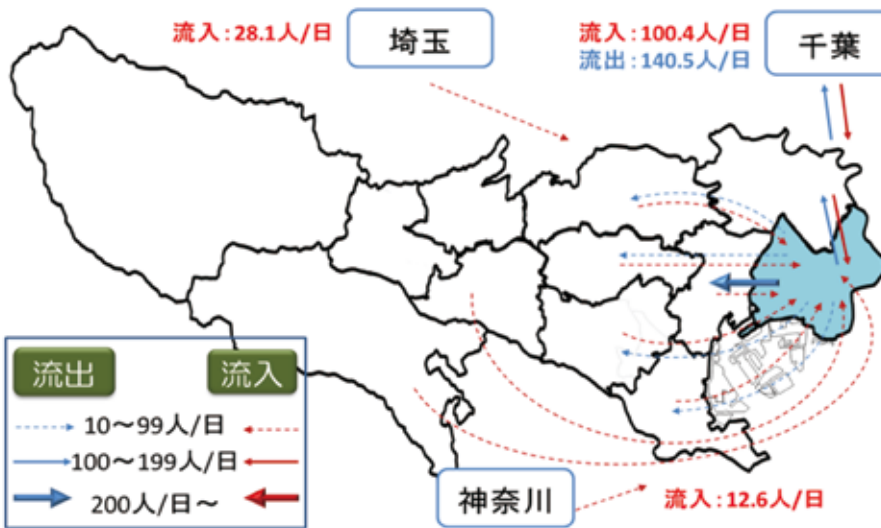 流入：28.1人/日
埼玉
流入：100.4人/日
流出：140.5人/日
千葉
流出
流入
10～99人/日
100～199人/日
200人/日～
神奈川
流入：12.6人/日